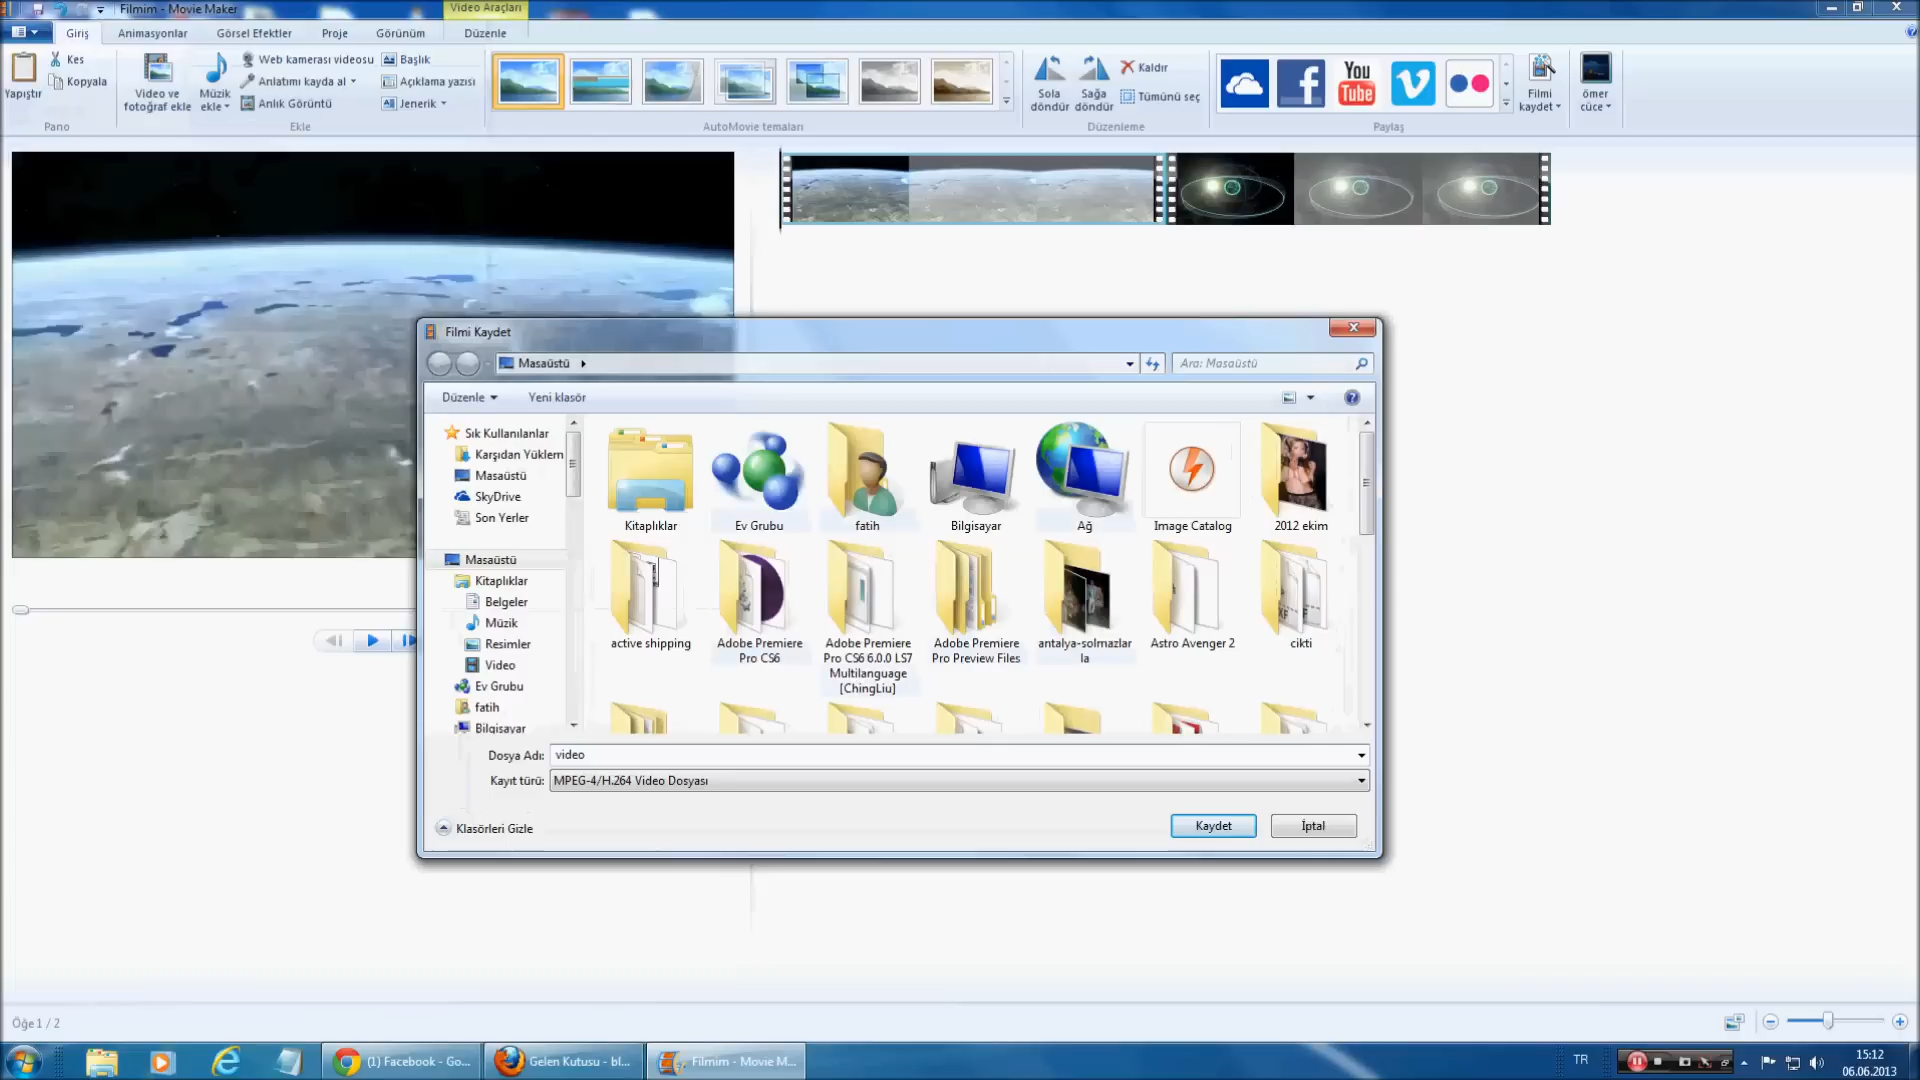 Filmim - Movie Maker
Video Araçları
Giriş
Animasyonlar
Görsel Efektler
Proje
Görünüm
Düzenle
Yapıştır
Kes
Kopyala
Pano
Video ve
fotoğraf ekle
Müzik
ekle
Web kamerası videosu
Anlatımı kayda al
Anlık Görüntü
Başlık
Açıklama yazısı
Jenerik
Ekle
AutoMovie temaları
Sola
döndür
Sağa
döndür
Kaldır
Tümünü seç
Düzenleme
You
Tube
Paylaş
Filmi
kaydet
ömer
cüce
Filmi Kaydet
Masaüstü
Ara: Masaüstü
Düzenle
Yeni klasör
Sık Kullanılanlar
Karşıdan Yüklem
Masaüstü
SkyDrive
Son Yerler
Masaüstü
Kitaplıklar
Belgeler
Müzik
Resimler
Video
Ev Grubu
fatih
Bilgisayar
Kitaplıklar
Ev Grubu
fatih
Bilgisayar
Ağ
Image Catalog
2012 ekim
active shipping
Adobe Premiere
Pro CS6
Adobe Premiere
Pro CS6 6.0.0 LS7
Multilanguage
[ChingLiu]
Adobe Premiere
Pro Preview Files
antalya-solmazlar
la
Astro Avenger 2
cikti
Dosya Adı: video
Kayıt türü: MPEG-4/H.264 Video Dosyası
Klasörleri Gizle
Kaydet
İptal
Öğe 1 / 2
(1) Facebook - Go...
Gelen Kutusu - bl...
Filmim - Movie M...
TR
15:12
06.06.2013